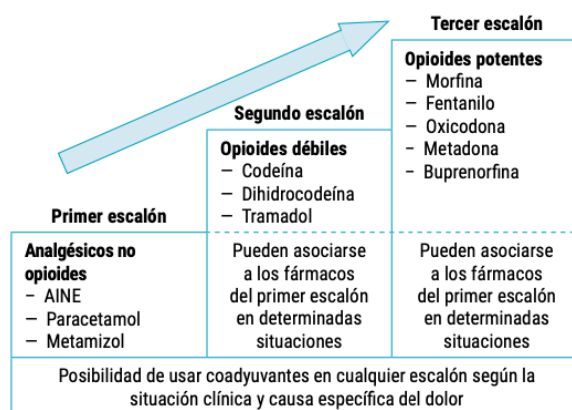 Tercer escalón
Opioides potentes
– Morfina
– Fentanilo
– Oxicodona
– Metadona
– Buprenorfina
Segundo escalón
Opioides débiles
– Codeína
– Dihidrocodeína
– Tramadol
Primer escalón
Analgésicos no
opioides
– AINE
– Paracetamol
– Metamizol
Pueden asociarse
a los fármacos
del primer escalón
en determinadas
situaciones
Pueden asociarse
a los fármacos
del primer escalón
en determinadas
situaciones
Posibilidad de usar coadyuvantes en cualquier escalón según la
situación clínica y causa específica del dolor